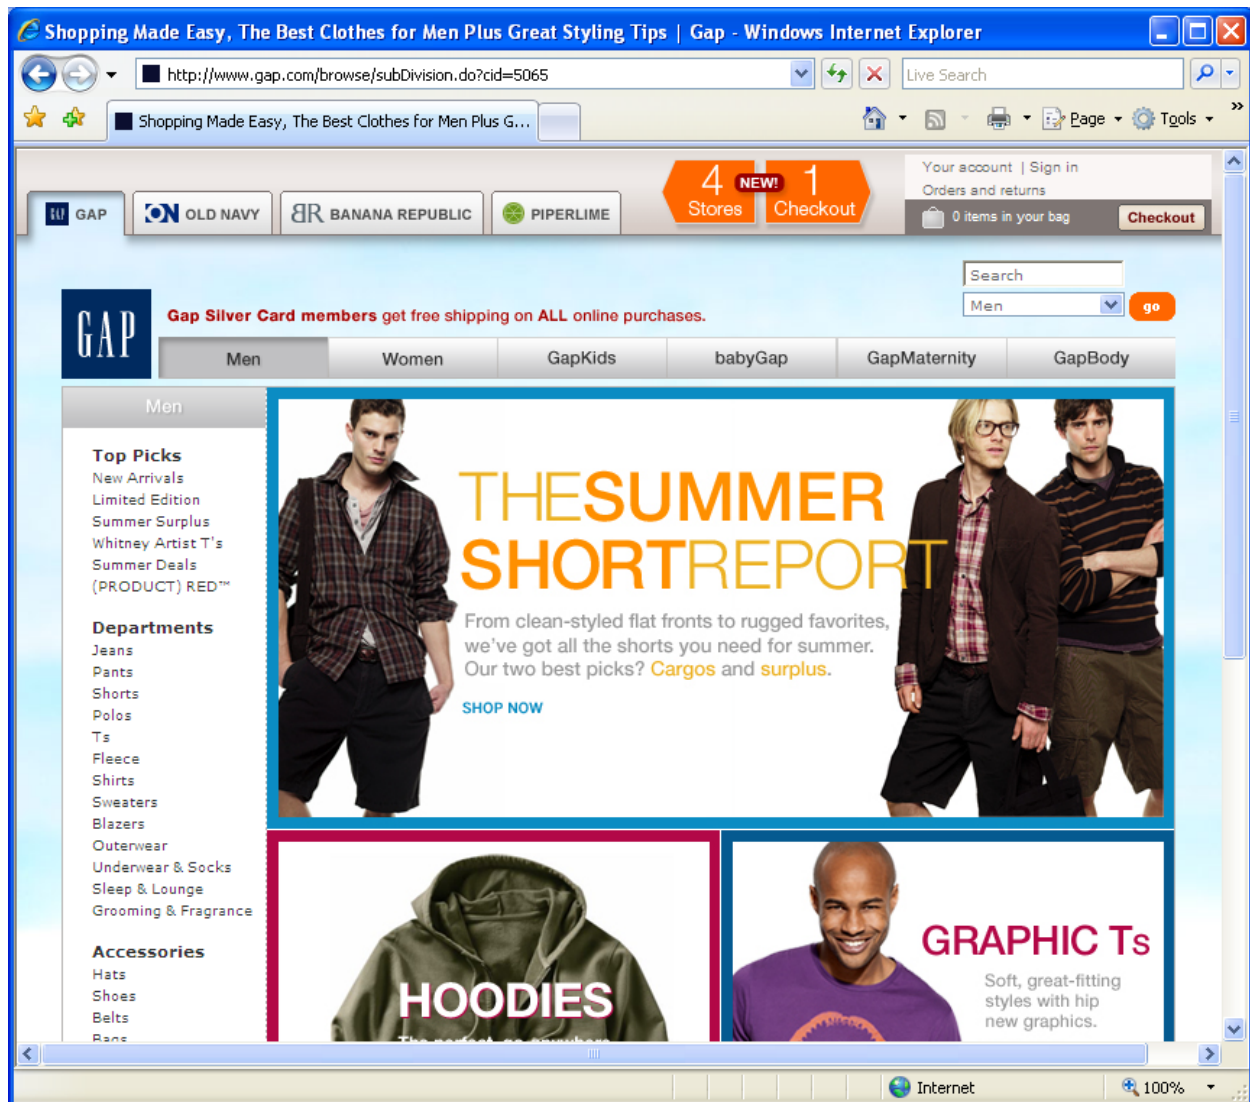 Shopping Made Easy, The Best Clothes for Men Plus Great Styling Tips | Gap - Windows Internet Explorer
http://www.gap.com/browse/subDivision.do?cid=5065
Live Search
Shopping Made Easy, The Best Clothes for Men Plus G...
Page
Tools
»
GAP GAP
ON OLD NAVY
BR BANANA REPUBLIC
PIPERLIME
4 Stores
NEW!
1 Checkout
Your account | Sign in
Orders and returns
0 items in your bag
Checkout
Search
Men
go
GAP
Gap Silver Card members get free shipping on ALL online purchases.
Men
Women
GapKids
babyGap
GapMaternity
GapBody
Men
Top Picks
New Arrivals
Limited Edition
Summer Surplus
Whitney Artist T's
Summer Deals
(PRODUCT) RED™
Departments
Jeans
Pants
Shorts
Polos
Ts
Fleece
Shirts
Sweaters
Blazers
Outerwear
Underwear & Socks
Sleep & Lounge
Grooming & Fragrance
Accessories
Hats
Shoes
Belts
Bags
THESUMMER
SHORTREPORT
From clean-styled flat fronts to rugged favorites,
we've got all the shorts you need for summer.
Our two best picks? Cargos and surplus.
SHOP NOW
HOODIES
The perfect, go-anywhere
GRAPHIC Ts
Soft, great-fitting
styles with hip
new graphics.
Internet
100%